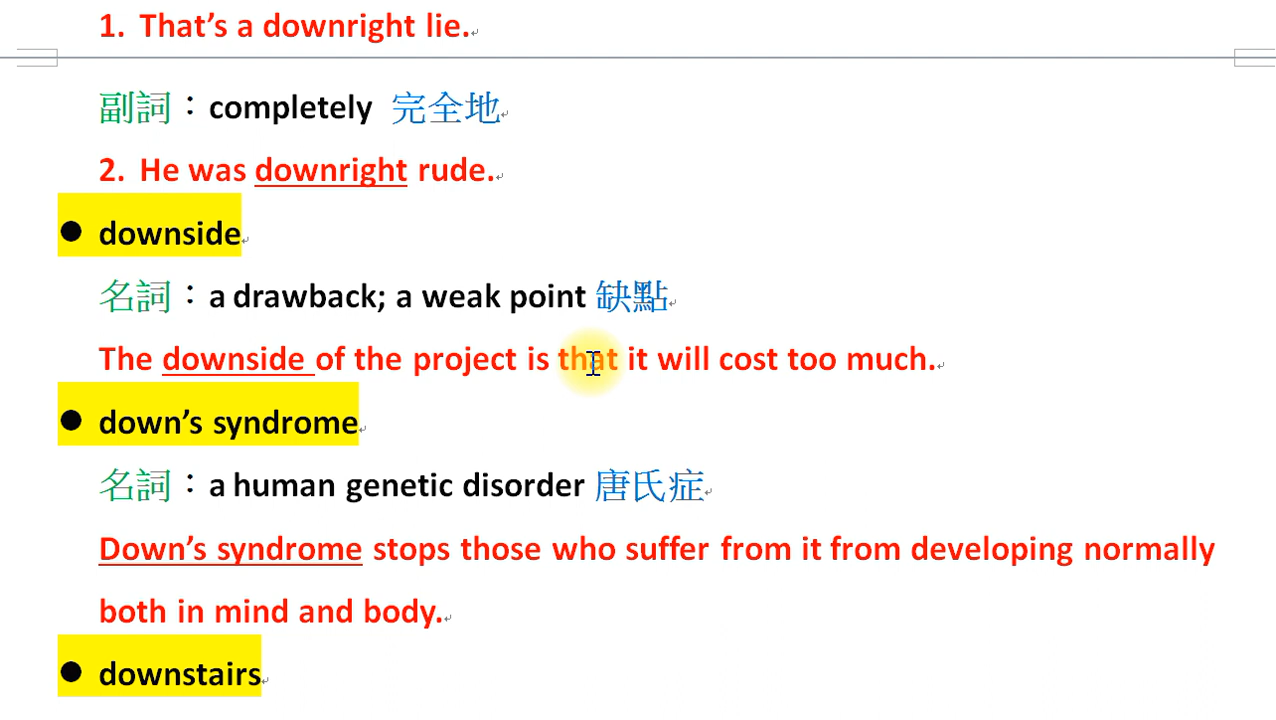 1. That’s a downright lie.
副詞：completely 完全地
2. He was downright rude.
● downside
名詞：a drawback; a weak point 缺點
The downside of the project is that it will cost too much.
● down’s syndrome
名詞：a human genetic disorder 唐氏症
Down’s syndrome stops those who suffer from it from developing normally
both in mind and body.
● downstairs